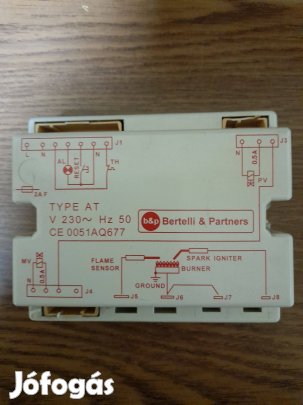 J1
L N N
AL RESET TH
2A F
N J3
0.5A
PV
TYPE AT
V 230~ Hz 50
CE 0051AQ677
b&p Bertelli & Partners
MV
0.5A
J4
FLAME SENSOR
SPARK IGNITER
BURNER
GROUND
J5 J6 J7 J8
Jófogás